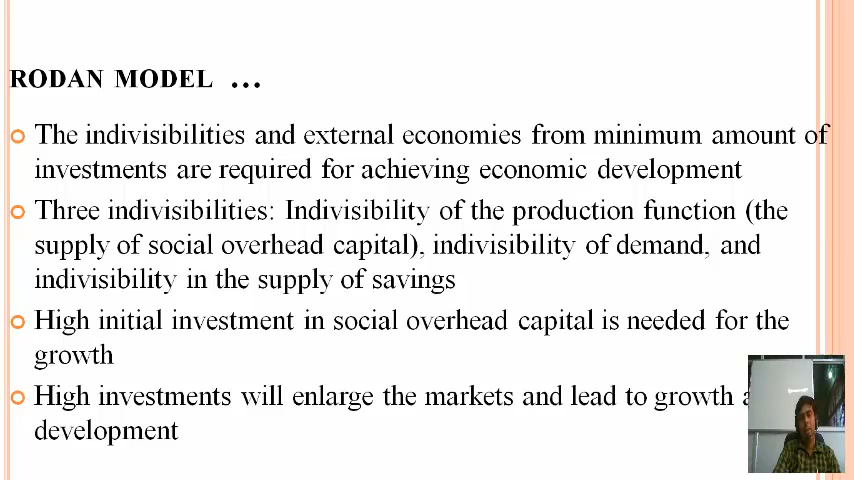 RODAN MODEL ...
The indivisibilities and external economies from minimum amount of
investments are required for achieving economic development
Three indivisibilities: Indivisibility of the production function (the
supply of social overhead capital), indivisibility of demand, and
indivisibility in the supply of savings
High initial investment in social overhead capital is needed for the
growth
High investments will enlarge the markets and lead to growth
development